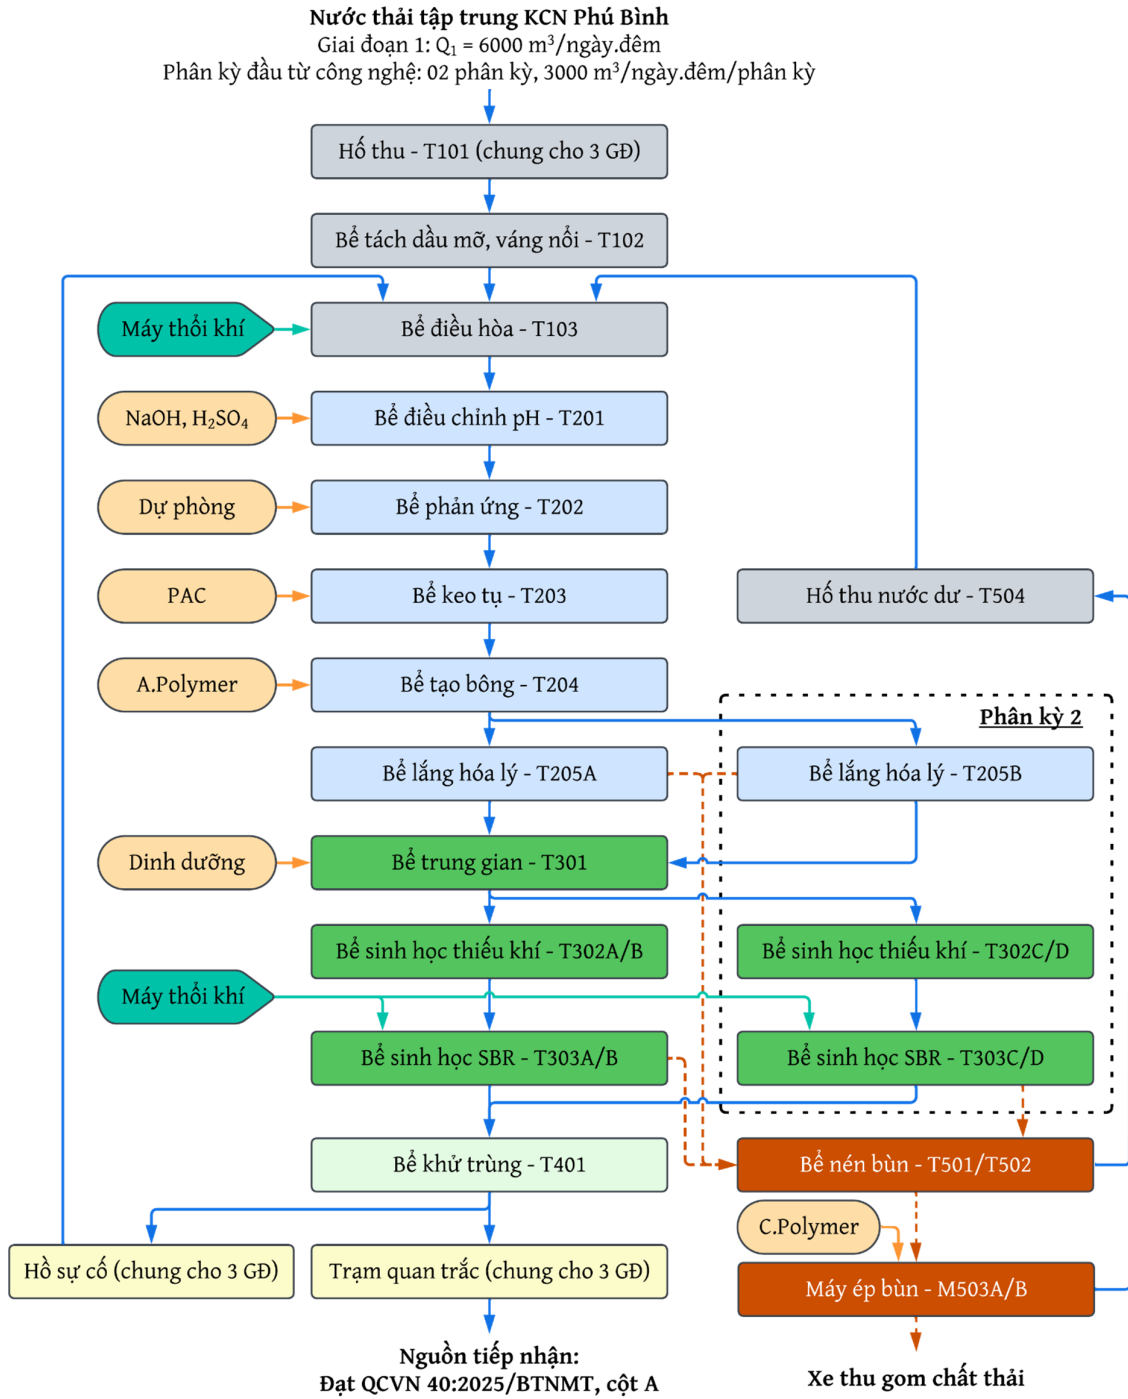 Nước thải tập trung KCN Phú Bình
Giai đoạn 1: Q₁ = 6000 m³/ngày.đêm
Phân kỳ đầu từ công nghệ: 02 phân kỳ, 3000 m³/ngày.đêm/phân kỳ
Hố thu - T101 (chung cho 3 GĐ)
Bể tách dầu mỡ, váng nổi - T102
Máy thổi khí
Bể điều hòa - T103
NaOH, H₂SO₄
Bể điều chỉnh pH - T201
Dự phòng
Bể phản ứng - T202
PAC
Bể keo tụ - T203
Hố thu nước dư - T504
A.Polymer
Bể tạo bông - T204
Phân kỳ 2
Bể lắng hóa lý - T205A
Bể lắng hóa lý - T205B
Dinh dưỡng
Bể trung gian - T301
Bể sinh học thiếu khí - T302A/B
Bể sinh học thiếu khí - T302C/D
Máy thổi khí
Bể sinh học SBR - T303A/B
Bể sinh học SBR - T303C/D
Bể khử trùng - T401
Bể nén bùn - T501/T502
C.Polymer
Hồ sự cố (chung cho 3 GĐ)
Trạm quan trắc (chung cho 3 GĐ)
Máy ép bùn - M503A/B
Nguồn tiếp nhận:
Đạt QCVN 40:2025/BTNMT, cột A
Xe thu gom chất thải